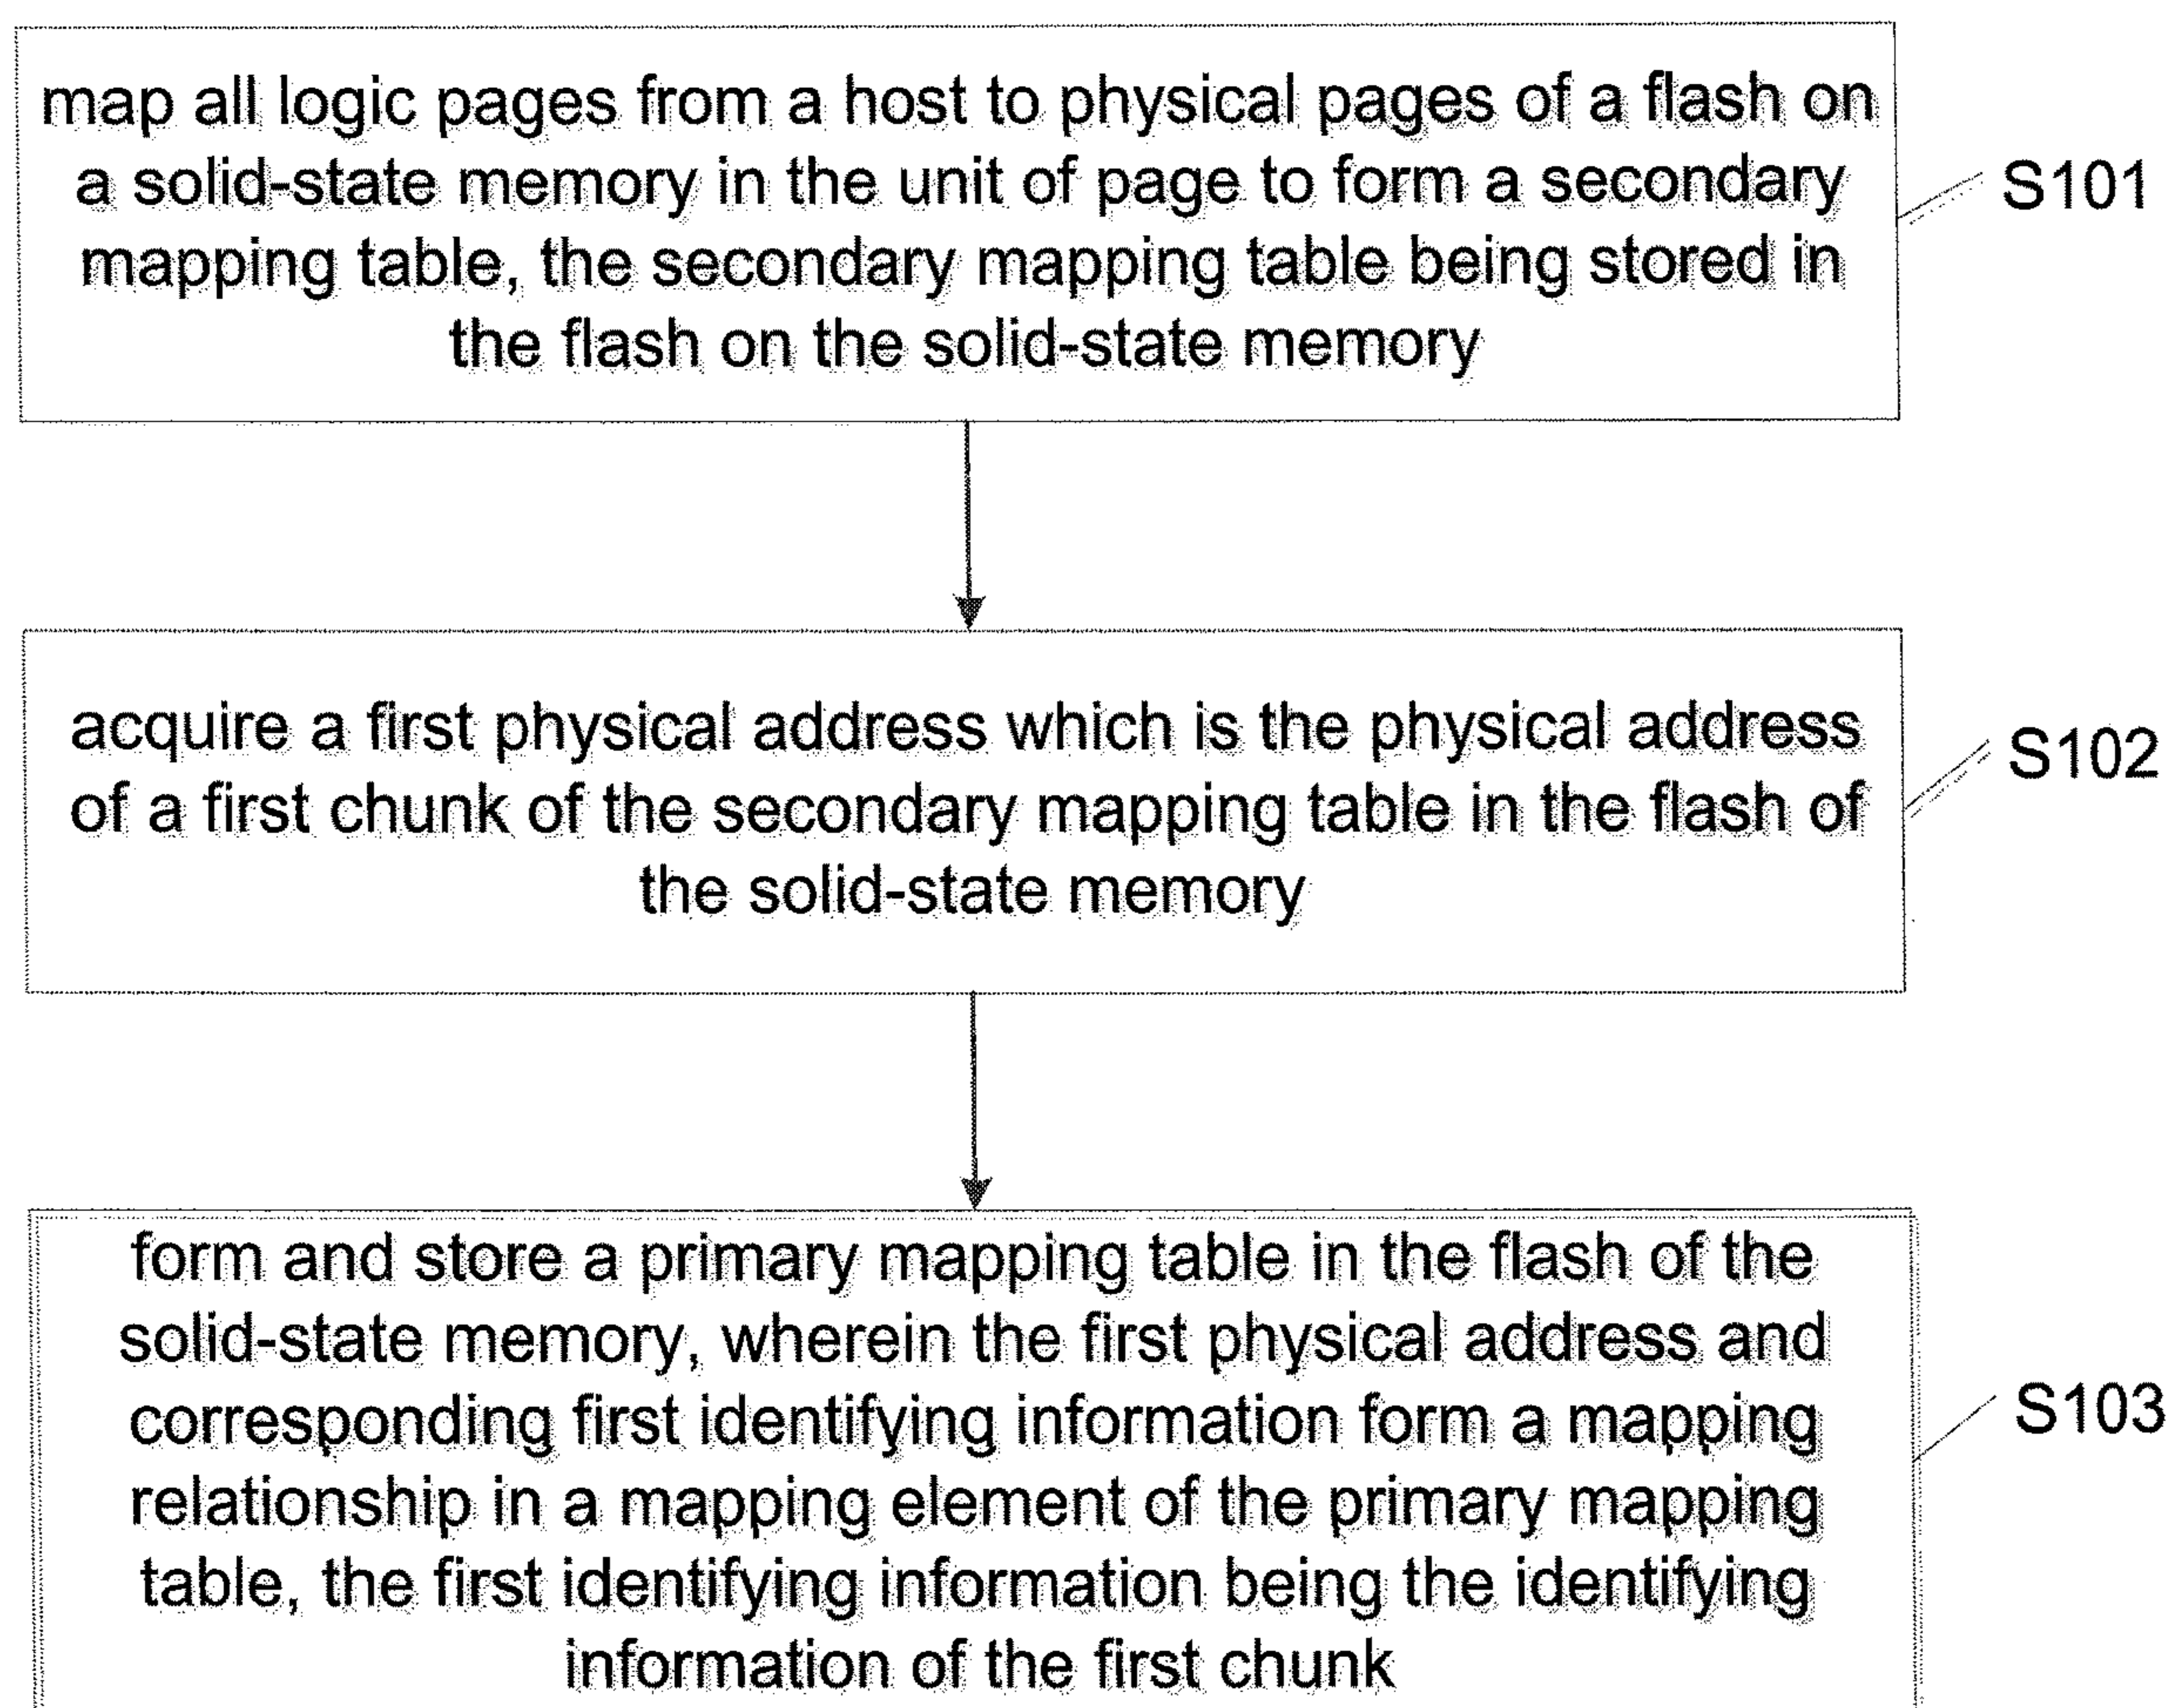 map all logic pages from a host to physical pages of a flash on
a solid-state memory in the unit of page to form a secondary
mapping table, the secondary mapping table being stored in
the flash on the solid-state memory
S101
acquire a first physical address which is the physical address
of a first chunk of the secondary mapping table in the flash of
the solid-state memory
S102
form and store a primary mapping table in the flash of the
solid-state memory, wherein the first physical address and
corresponding first identifying information form a mapping
relationship in a mapping element of the primary mapping
table, the first identifying information being the identifying
information of the first chunk
S103